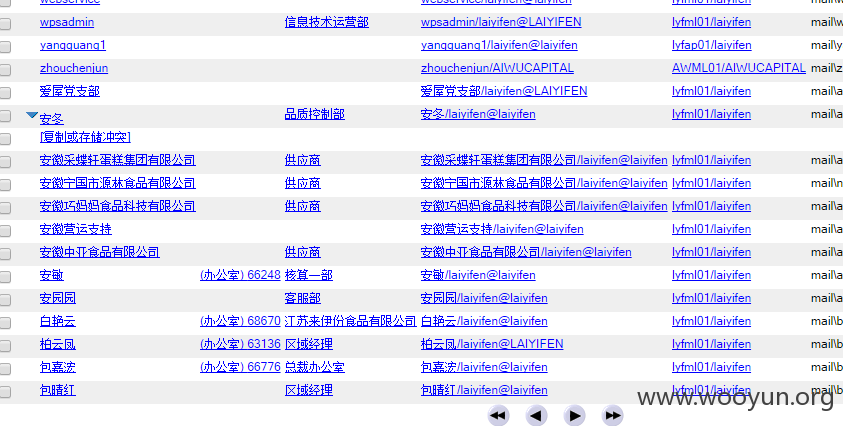 webservice webservice/laiyifen@laiyifen lyfml01/laiyifen mail\w
wpsadmin 信息技术运营部 wpsadmin/laiyifen@LAIYIFEN lyfml01/laiyifen mail\w
yangguang1 yangguang1/laiyifen@laiyifen lyfap01/laiyifen mail\y
zhouchenjun zhouchenjun/AIWUCAPITAL AWML01/AIWUCAPITAL mail\z
爱屋党支部 爱屋党支部/laiyifen@LAIYIFEN lyfml01/laiyifen mail\a
安冬 品质控制部 安冬/laiyifen@laiyifen lyfml01/laiyifen mail\a
[复制或存储冲突]
安徽采蝶轩蛋糕集团有限公司 供应商 安徽采蝶轩蛋糕集团有限公司/laiyifen@laiyifen lyfml01/laiyifen mail\a
安徽宁国市源林食品有限公司 供应商 安徽宁国市源林食品有限公司/laiyifen@laiyifen lyfml01/laiyifen mail\n
安徽巧妈妈食品科技有限公司 供应商 安徽巧妈妈食品科技有限公司/laiyifen@laiyifen lyfml01/laiyifen mail\a
安徽营运支持 安徽营运支持/laiyifen@laiyifen lyfml01/laiyifen mail\a
安徽中亚食品有限公司 供应商 安徽中亚食品有限公司/laiyifen@laiyifen lyfml01/laiyifen mail\a
安敏 (办公室) 66248 核算一部 安敏/laiyifen@laiyifen lyfml01/laiyifen mail\a
安园园 客服部 安园园/laiyifen@laiyifen lyfml01/laiyifen mail\a
白艳云 (办公室) 68670 江苏来伊份食品有限公司 白艳云/laiyifen@laiyifen lyfml01/laiyifen mail\b
柏云凤 (办公室) 63136 区域经理 柏云凤/laiyifen@LAIYIFEN lyfml01/laiyifen mail\b
包嘉浤 (办公室) 66776 总裁办公室 包嘉浤/laiyifen@laiyifen lyfml01/laiyifen mail\b
包晴红 区域经理 包晴红/laiyifen@laiyifen lyfml01/laiyifen mail\b
www.wooyun.org